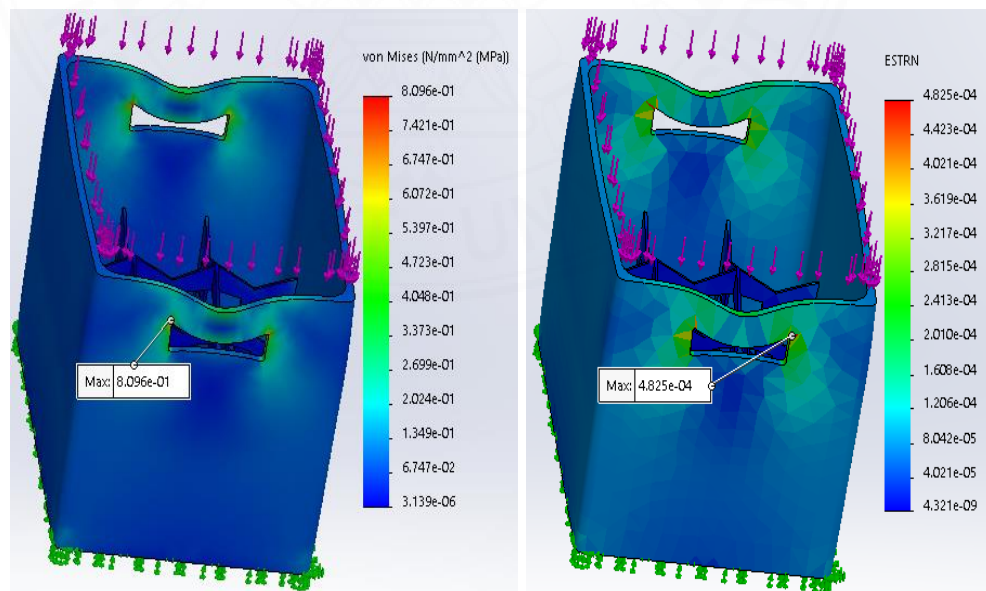 von Mises (N/mm^2 (MPa))
8.096e-01
7.421e-01
6.747e-01
6.072e-01
5.397e-01
4.723e-01
4.048e-01
3.373e-01
2.699e-01
2.024e-01
1.349e-01
6.747e-02
3.139e-06
Max: 8.096e-01
ESTRN
4.825e-04
4.423e-04
4.021e-04
3.619e-04
3.217e-04
2.815e-04
2.413e-04
2.010e-04
1.608e-04
1.206e-04
8.042e-05
4.021e-05
4.321e-09
Max: 4.825e-04